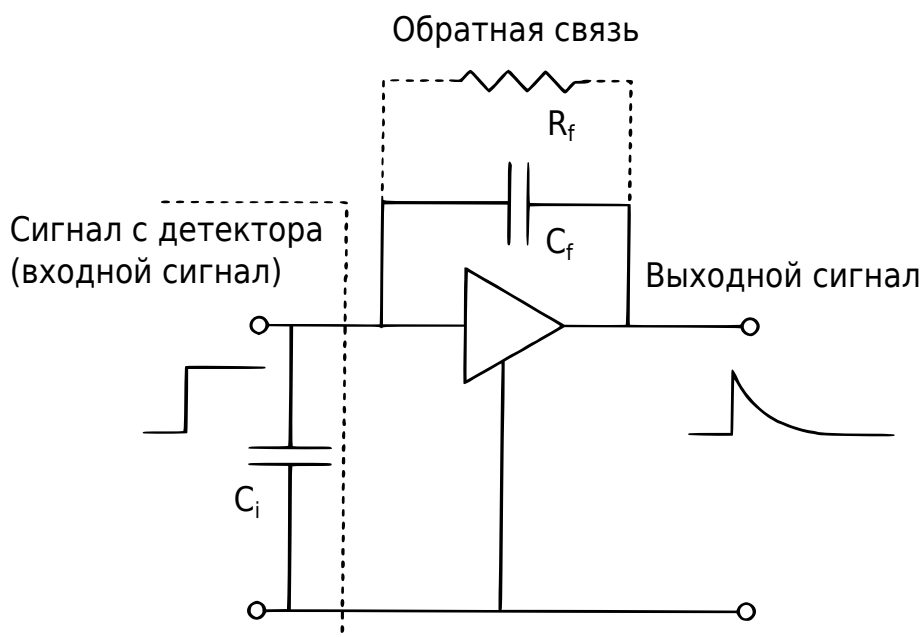 Обратная связь
R_f
Сигнал с детектора
(входной сигнал)
C_f
Выходной сигнал
C_i